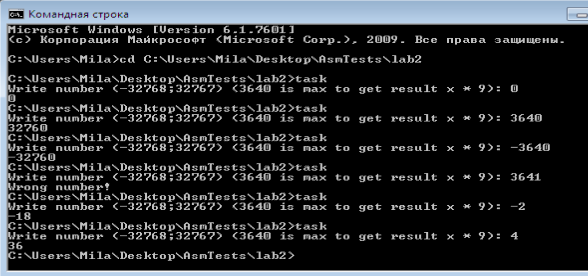 Командная строка
Microsoft Windows [Version 6.1.7601]
(c) Корпорация Майкрософт (Microsoft Corp.), 2009. Все права защищены.
C:\Users\Mila>cd C:\Users\Mila\Desktop\AsmTests\lab2
C:\Users\Mila\Desktop\AsmTests\lab2>task
Write number (-32768;32767) (3640 is max to get result x * 9): 0
0
C:\Users\Mila\Desktop\AsmTests\lab2>task
Write number (-32768;32767) (3640 is max to get result x * 9): 3640
32760
C:\Users\Mila\Desktop\AsmTests\lab2>task
Write number (-32768;32767) (3640 is max to get result x * 9): -3640
-32760
C:\Users\Mila\Desktop\AsmTests\lab2>task
Write number (-32768;32767) (3640 is max to get result x * 9): 3641
Wrong number!
C:\Users\Mila\Desktop\AsmTests\lab2>task
Write number (-32768;32767) (3640 is max to get result x * 9): -2
-18
C:\Users\Mila\Desktop\AsmTests\lab2>task
Write number (-32768;32767) (3640 is max to get result x * 9): 4
36
C:\Users\Mila\Desktop\AsmTests\lab2>